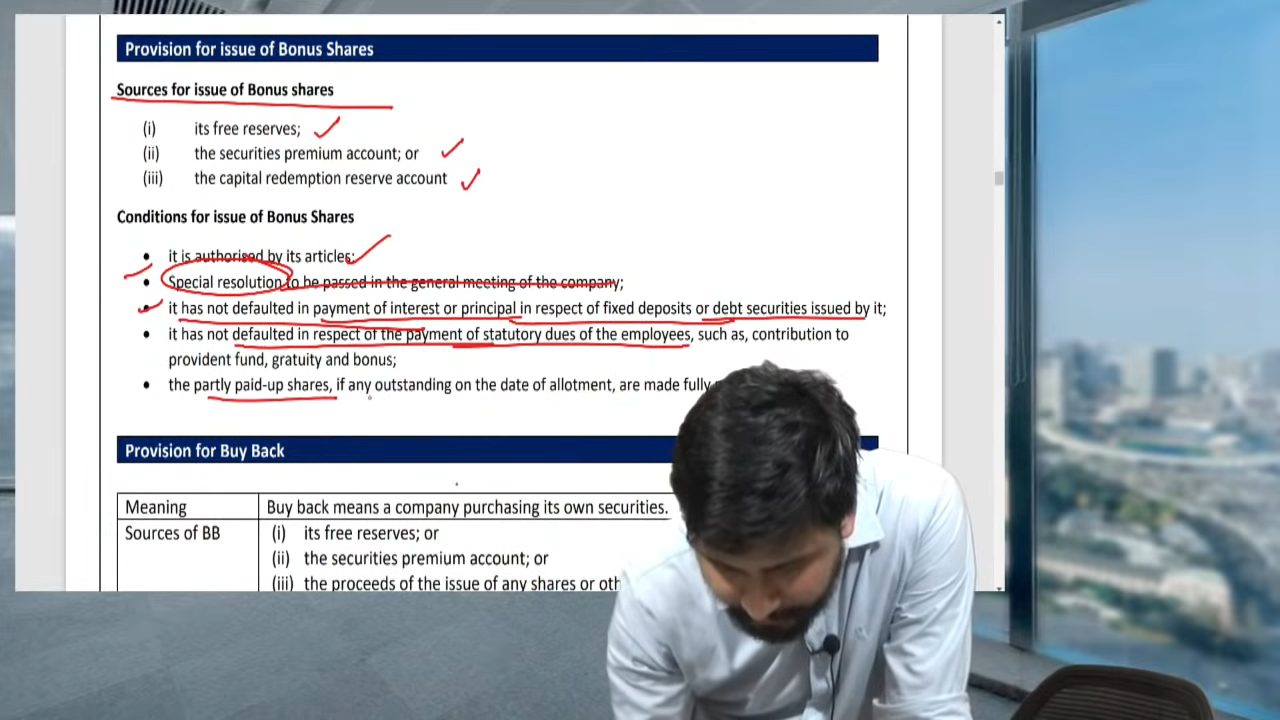 Provision for issue of Bonus Shares
Sources for issue of Bonus shares
(i) its free reserves;
(ii) the securities premium account; or
(iii) the capital redemption reserve account
Conditions for issue of Bonus Shares
• it is authorised by its articles;
• Special resolution to be passed in the general meeting of the company;
• it has not defaulted in payment of interest or principal in respect of fixed deposits or debt securities issued by it;
• it has not defaulted in respect of the payment of statutory dues of the employees, such as, contribution to
provident fund, gratuity and bonus;
• the partly paid-up shares, if any outstanding on the date of allotment, are made fully
Provision for Buy Back
Meaning Buy back means a company purchasing its own securities.
Sources of BB (i) its free reserves; or
(ii) the securities premium account; or
(iii) the proceeds of the issue of any shares or